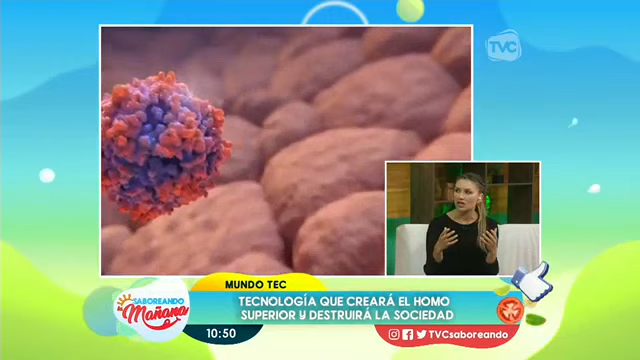 TVC
MUNDO TEC
TECNOLOGÍA QUE CREARÁ EL HOMO
SUPERIOR Y DESTRUIRÁ LA SOCIEDAD
SABOREANDO
Mañana
10:50
TVCsaboreando